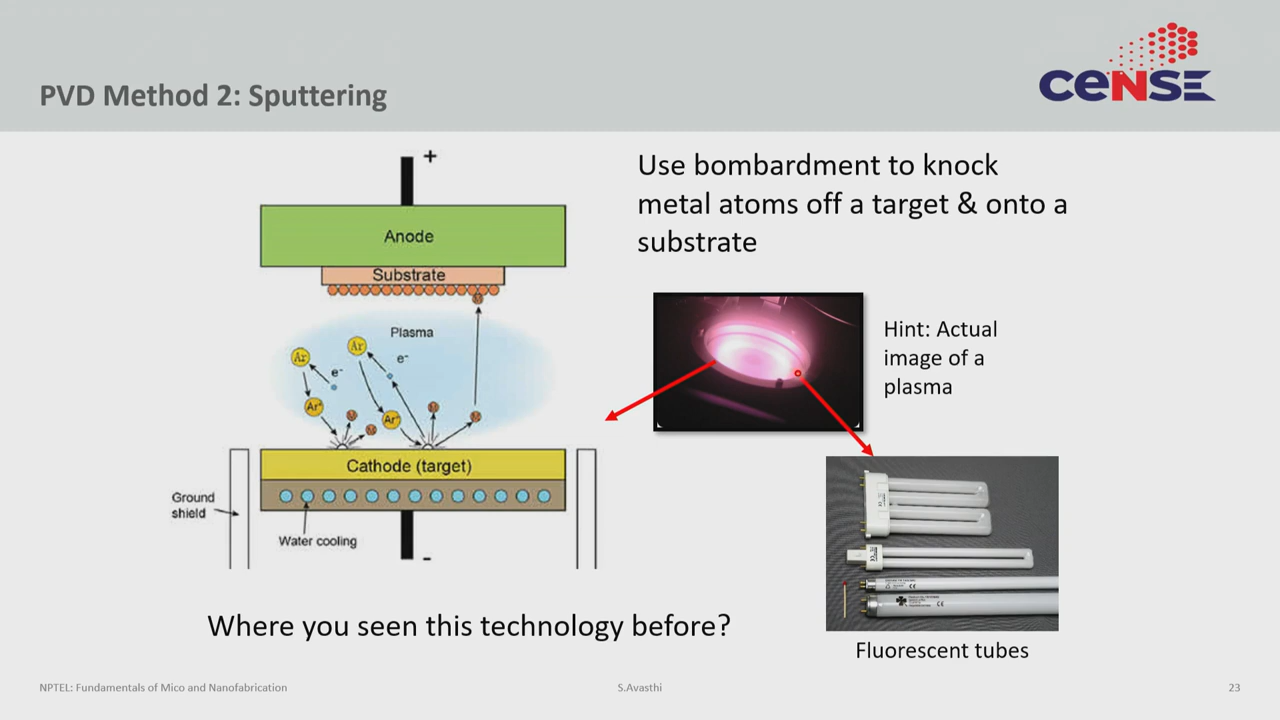 PVD Method 2: Sputtering
CeNSE
Use bombardment to knock
metal atoms off a target & onto a
substrate
+
Anode
Substrate
M
Plasma
Ar
Ar
e-
e-
Ar+
Ar+
M
M
M
M
Cathode (target)
Ground
shield
Water cooling
-
Hint: Actual
image of a
plasma
Fluorescent tubes
Where you seen this technology before?
NPTEL: Fundamentals of Mico and Nanofabrication
S.Avasthi
23